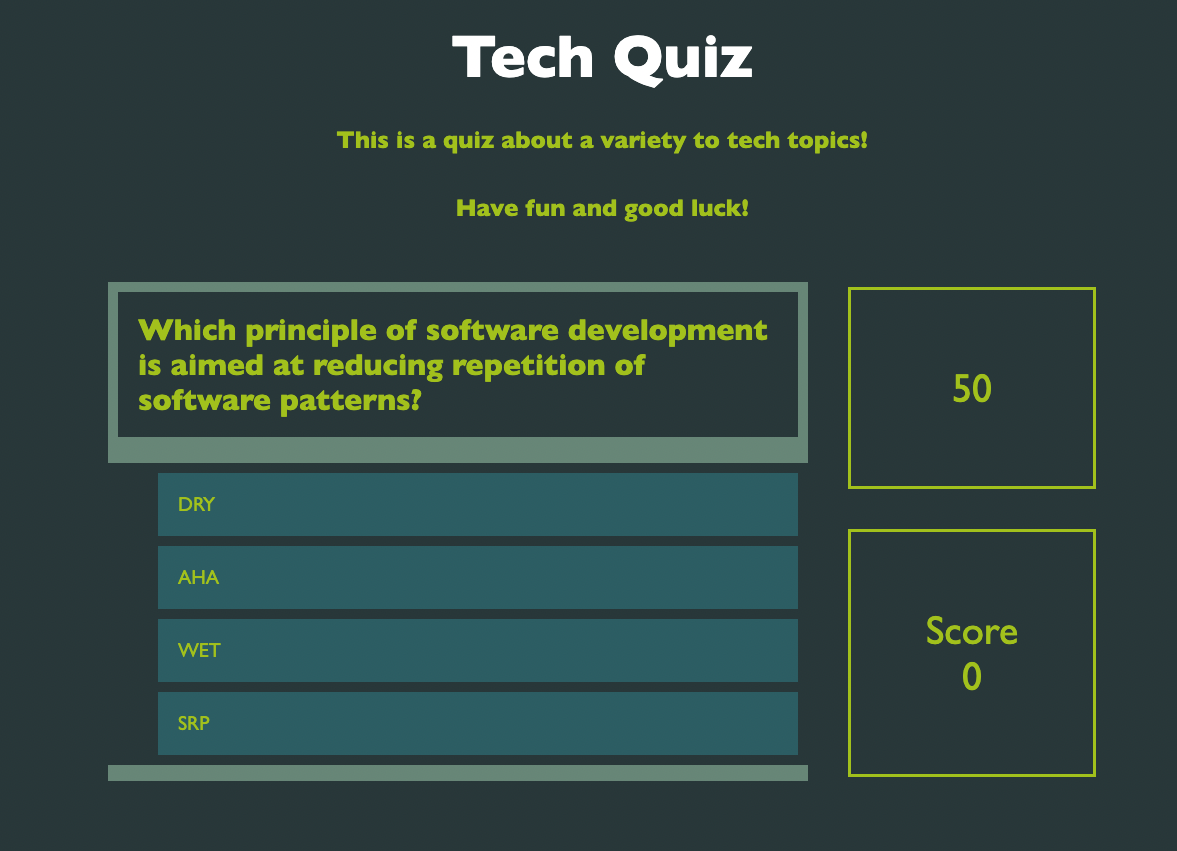 Tech Quiz
This is a quiz about a variety to tech topics!
Have fun and good luck!
Which principle of software development
is aimed at reducing repetition of
software patterns?
DRY
AHA
WET
SRP
50
Score
0